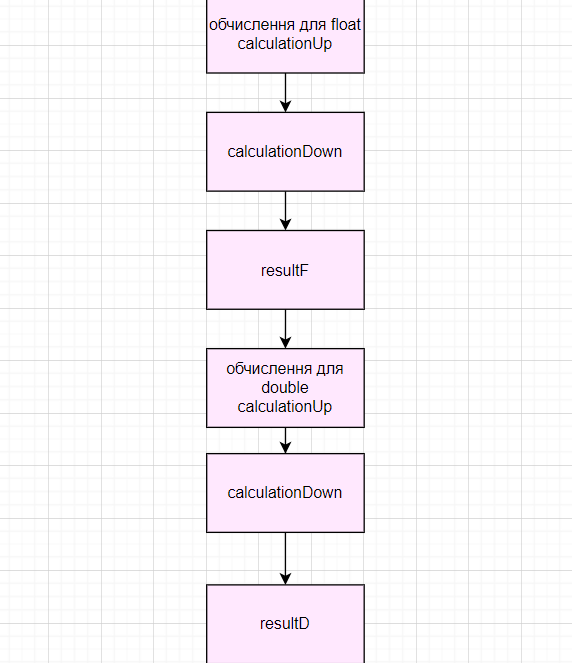 обчислення для float
calculationUp
calculationDown
resultF
обчислення для
double
calculationUp
calculationDown
resultD